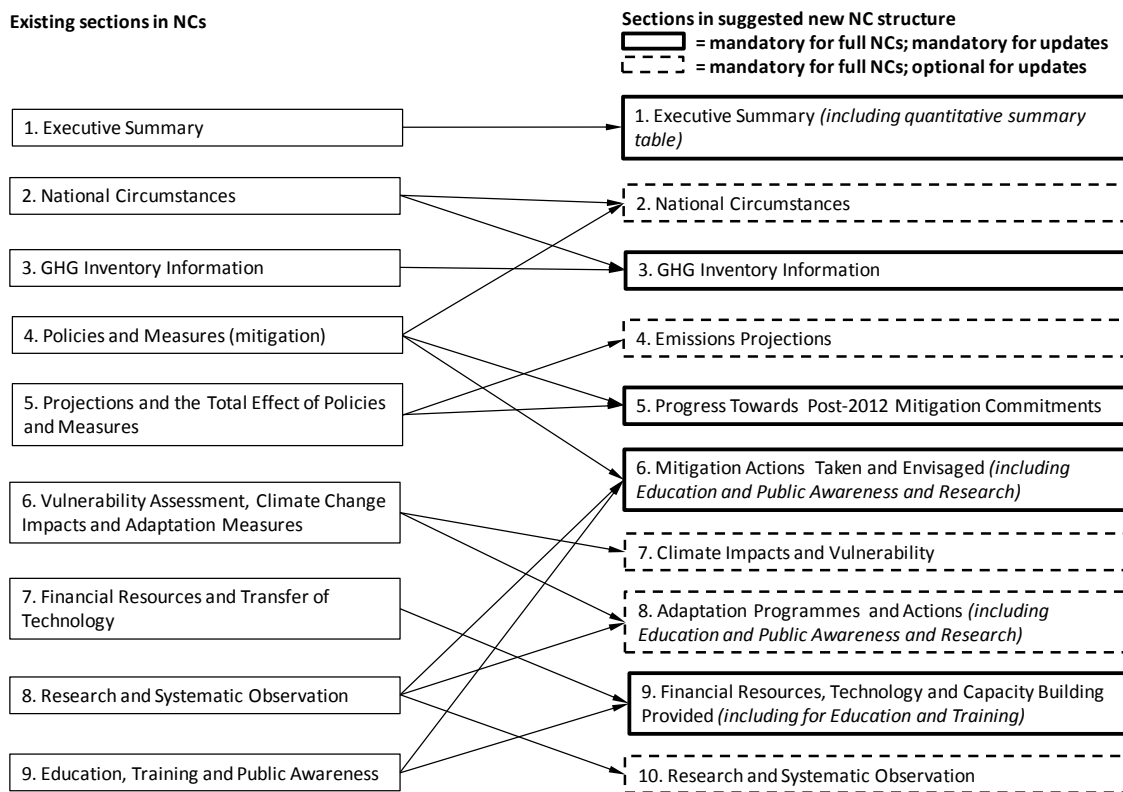 Existing sections in NCs
1. Executive Summary
2. National Circumstances
3. GHG Inventory Information
4. Policies and Measures (mitigation)
5. Projections and the Total Effect of Policies
and Measures
6. Vulnerability Assessment, Climate Change
Impacts and Adaptation Measures
7. Financial Resources and Transfer of
Technology
8. Research and Systematic Observation
9. Education, Training and Public Awareness
Sections in suggested new NC structure
= mandatory for full NCs; mandatory for updates
= mandatory for full NCs; optional for updates
1. Executive Summary (including quantitative summary
table)
2. National Circumstances
3. GHG Inventory Information
4. Emissions Projections
5. Progress Towards Post-2012 Mitigation Commitments
6. Mitigation Actions Taken and Envisaged (including
Education and Public Awareness and Research)
7. Climate Impacts and Vulnerability
8. Adaptation Programmes and Actions (including
Education and Public Awareness and Research)
9. Financial Resources, Technology and Capacity Building
Provided (including for Education and Training)
10. Research and Systematic Observation